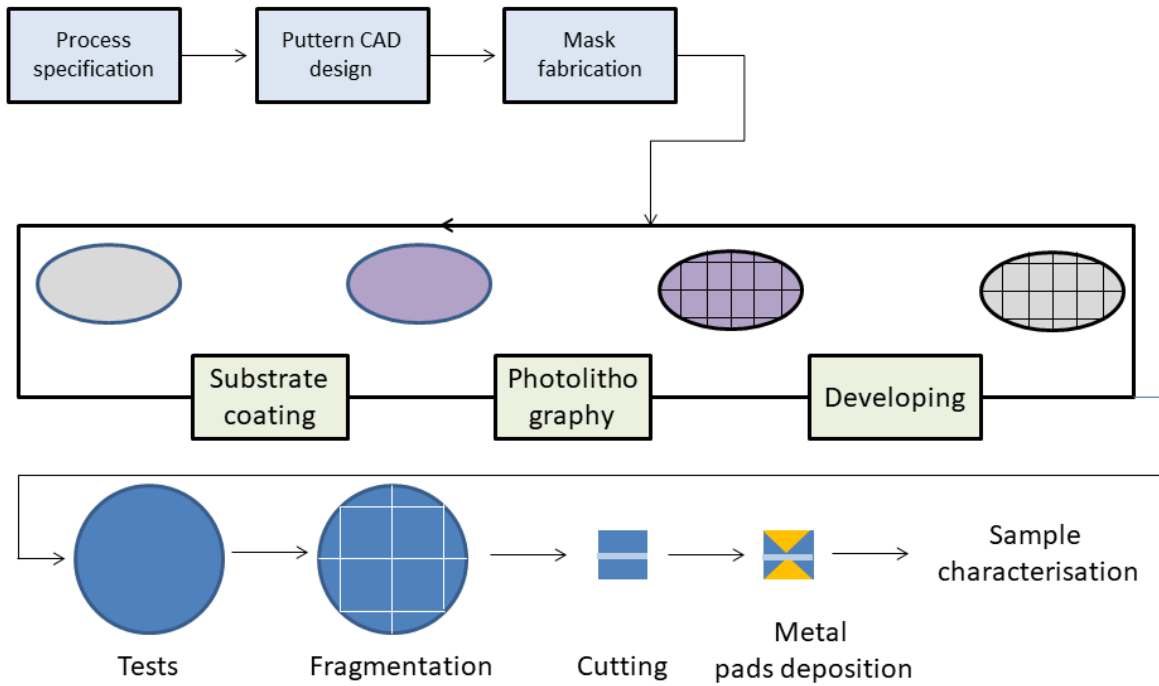 Process
specification
Puttern CAD
design
Mask
fabrication
Substrate
coating
Photolitho
graphy
Developing
Sample
characterisation
Tests
Fragmentation
Cutting
Metal
pads deposition